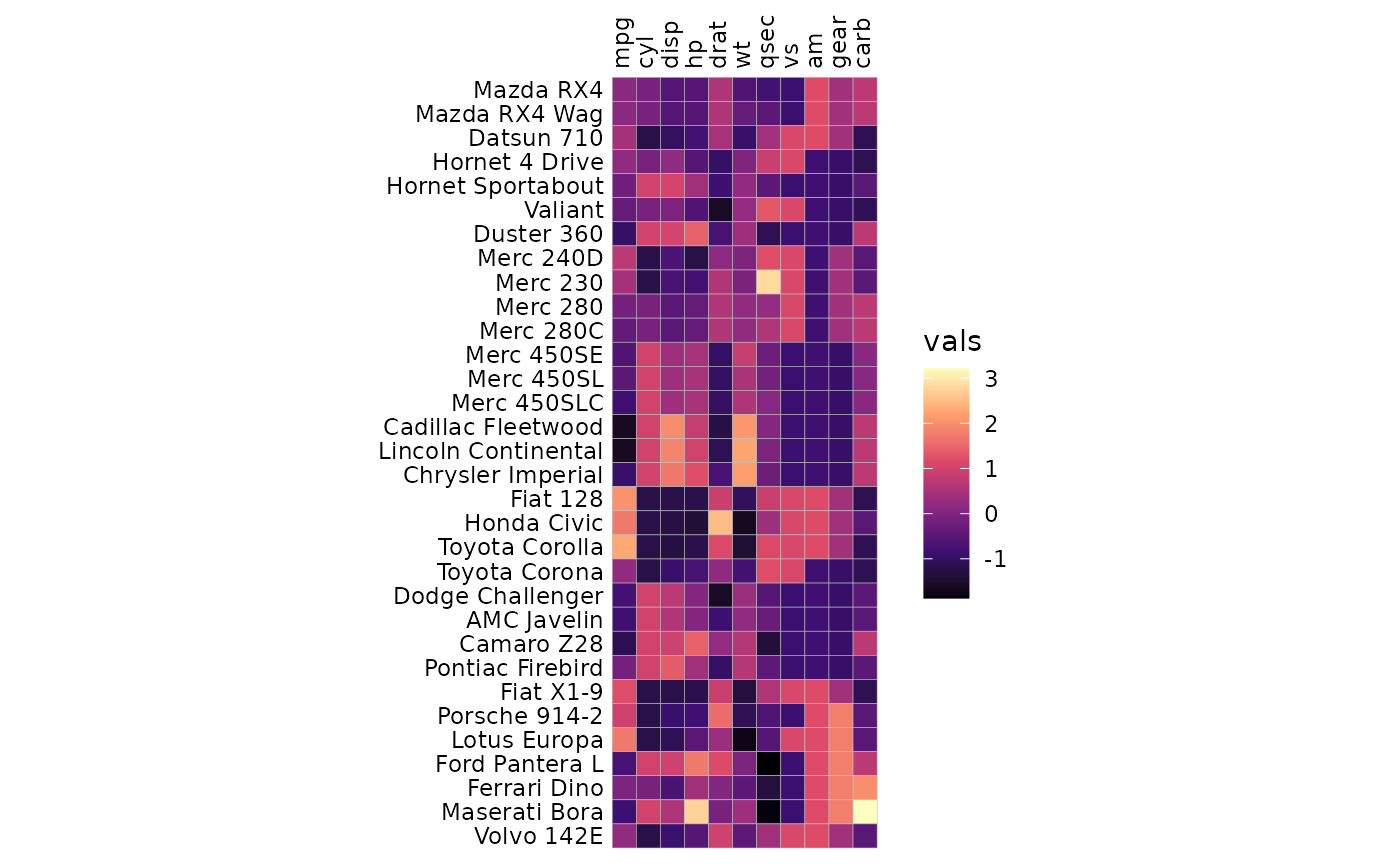 mpg cyl disp hp drat wt qsec vs am gear carb
Mazda RX4
Mazda RX4 Wag
Datsun 710
Hornet 4 Drive
Hornet Sportabout
Valiant
Duster 360
Merc 240D
Merc 230
Merc 280
Merc 280C
Merc 450SE
Merc 450SL
Merc 450SLC
Cadillac Fleetwood
Lincoln Continental
Chrysler Imperial
Fiat 128
Honda Civic
Toyota Corolla
Toyota Corona
Dodge Challenger
AMC Javelin
Camaro Z28
Pontiac Firebird
Fiat X1-9
Porsche 914-2
Lotus Europa
Ford Pantera L
Ferrari Dino
Maserati Bora
Volvo 142E
vals
3
2
1
0
-1